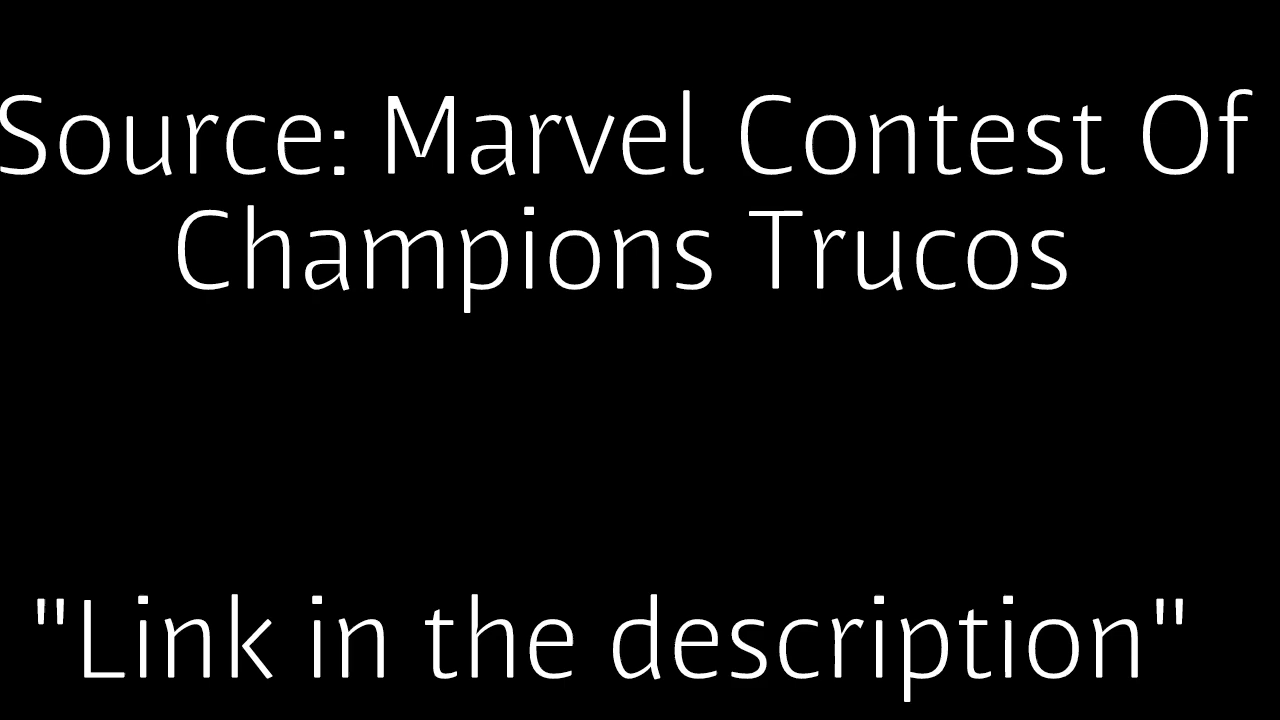 Source: Marvel Contest Of
Champions Trucos
"Link in the description"